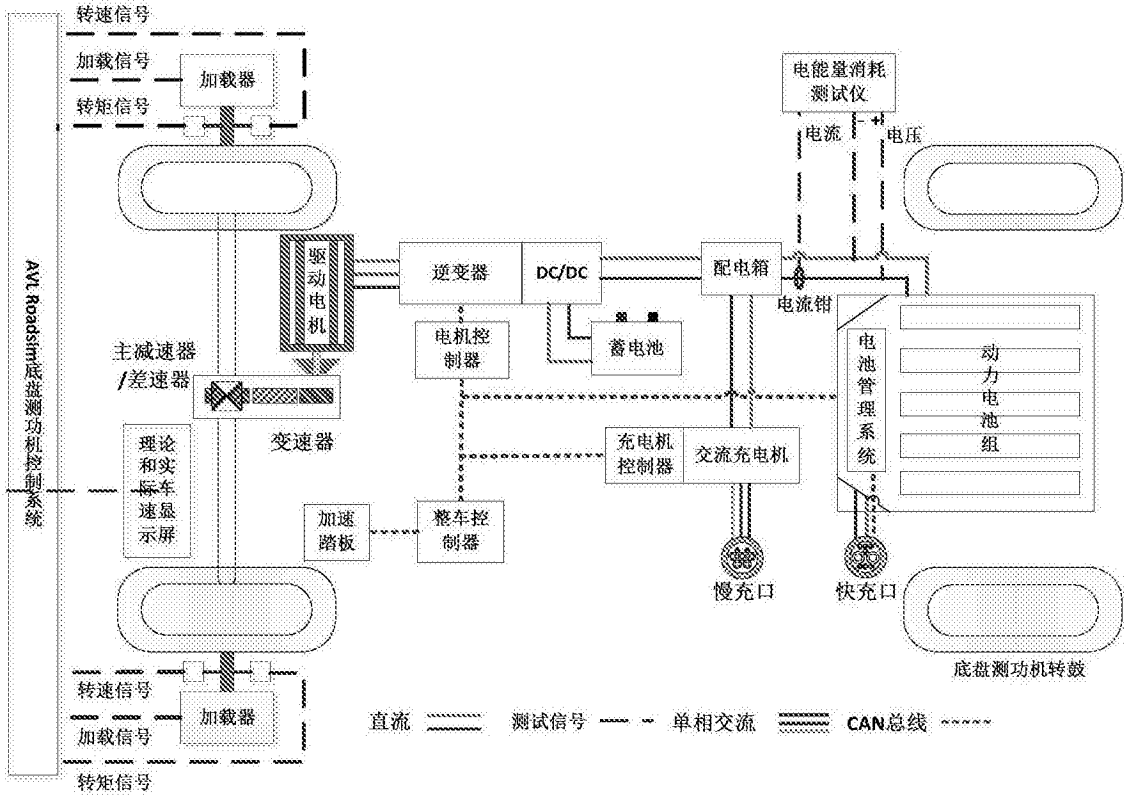 转速信号
加载信号
加载器
转矩信号
电能量消耗
测试仪
电流
- +
电压
AVL Roadsim底盘测功机控制系统
驱动电机
逆变器
DC/DC
配电箱
电流钳
电机控
制器
蓄电池
主减速器
/差速器
变速器
电池管理系统
动力电池组
理论
和实
际车
速显
示屏
充电机
控制器
交流充电机
加速
踏板
整车控
制器
慢充口
快充口
底盘测功机转鼓
转速信号
加载器
加载信号
转矩信号
直流
测试信号
单相交流
CAN总线